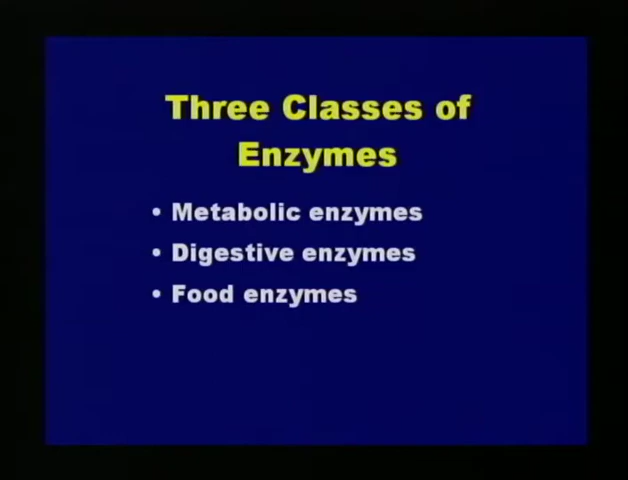 Three Classes of
Enzymes
• Metabolic enzymes
• Digestive enzymes
• Food enzymes